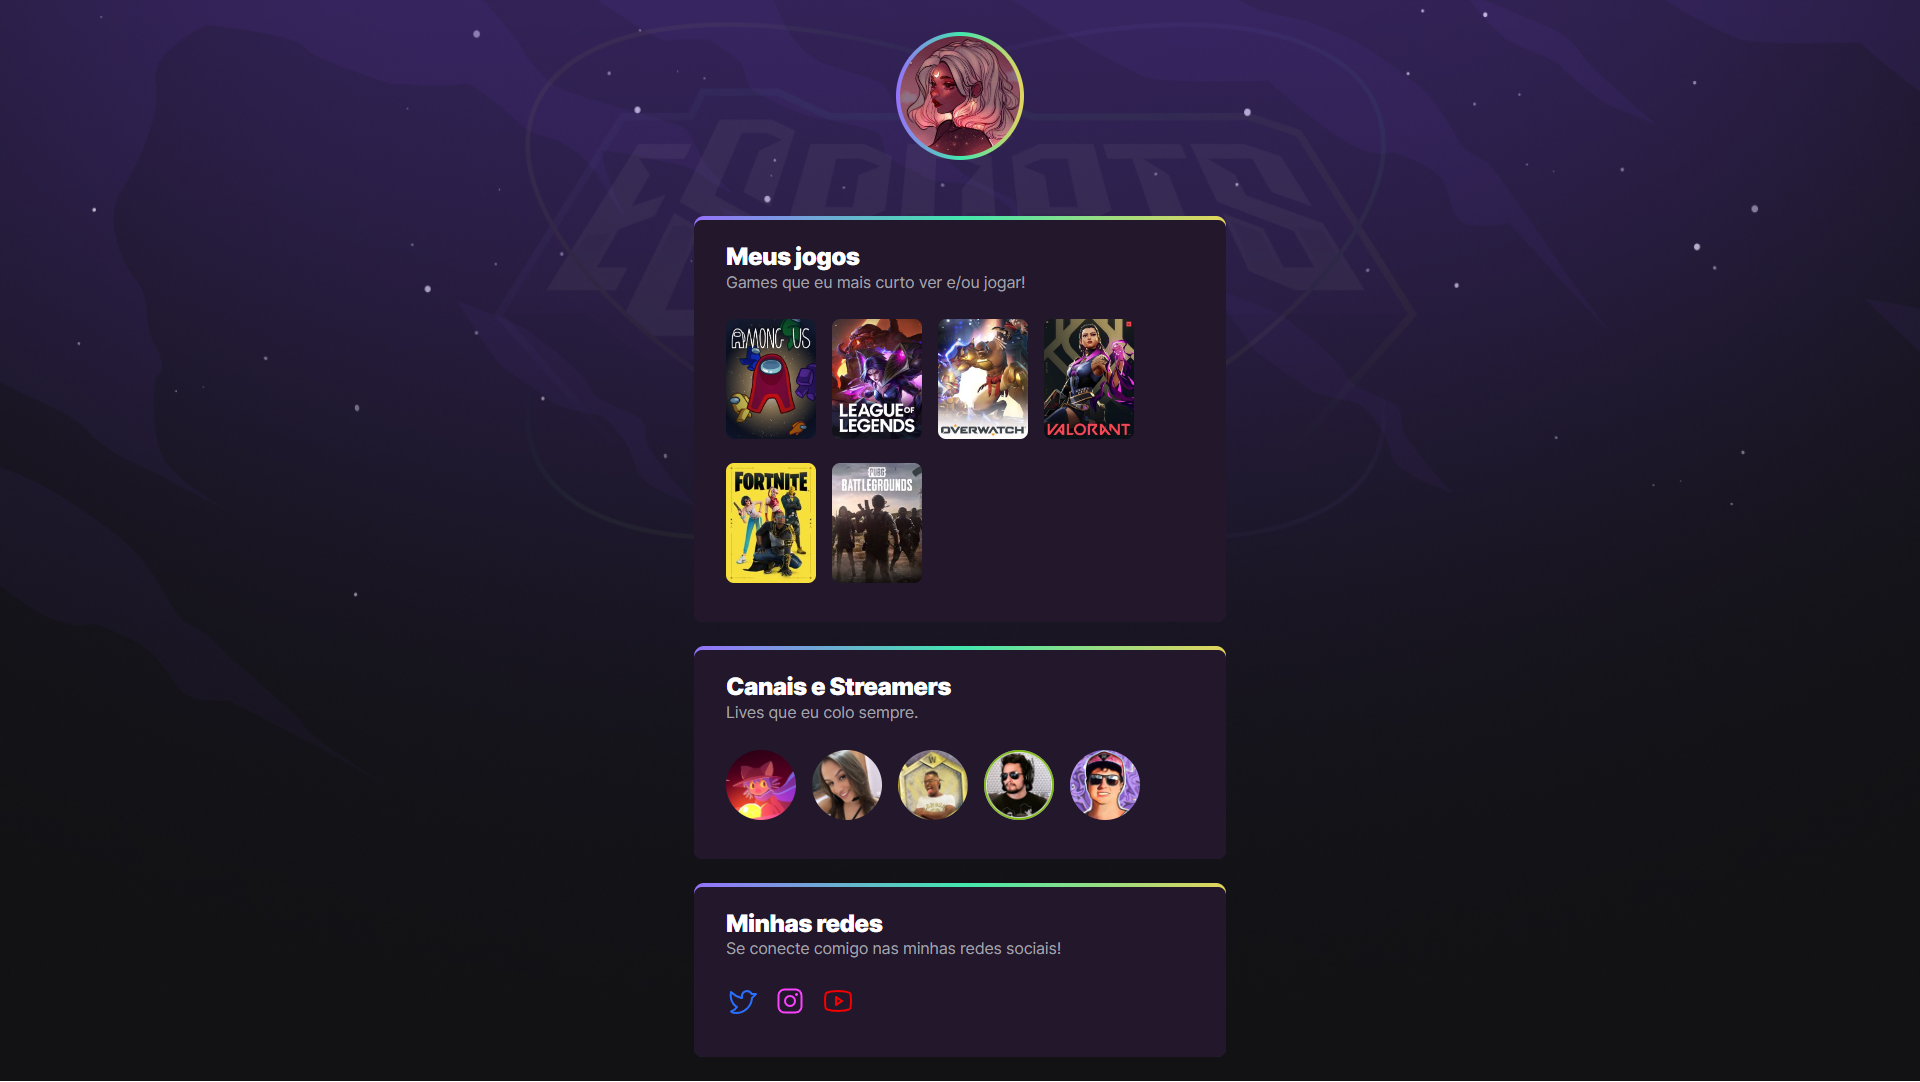 ESPORTS
Meus jogos
Games que eu mais curto ver e/ou jogar!
AMONG US
LEAGUE OF
LEGENDS
OVERWATCH
VALORANT
FORTNITE
PUBG
BATTLEGROUNDS
Canais e Streamers
Lives que eu colo sempre.
Minhas redes
Se conecte comigo nas minhas redes sociais!